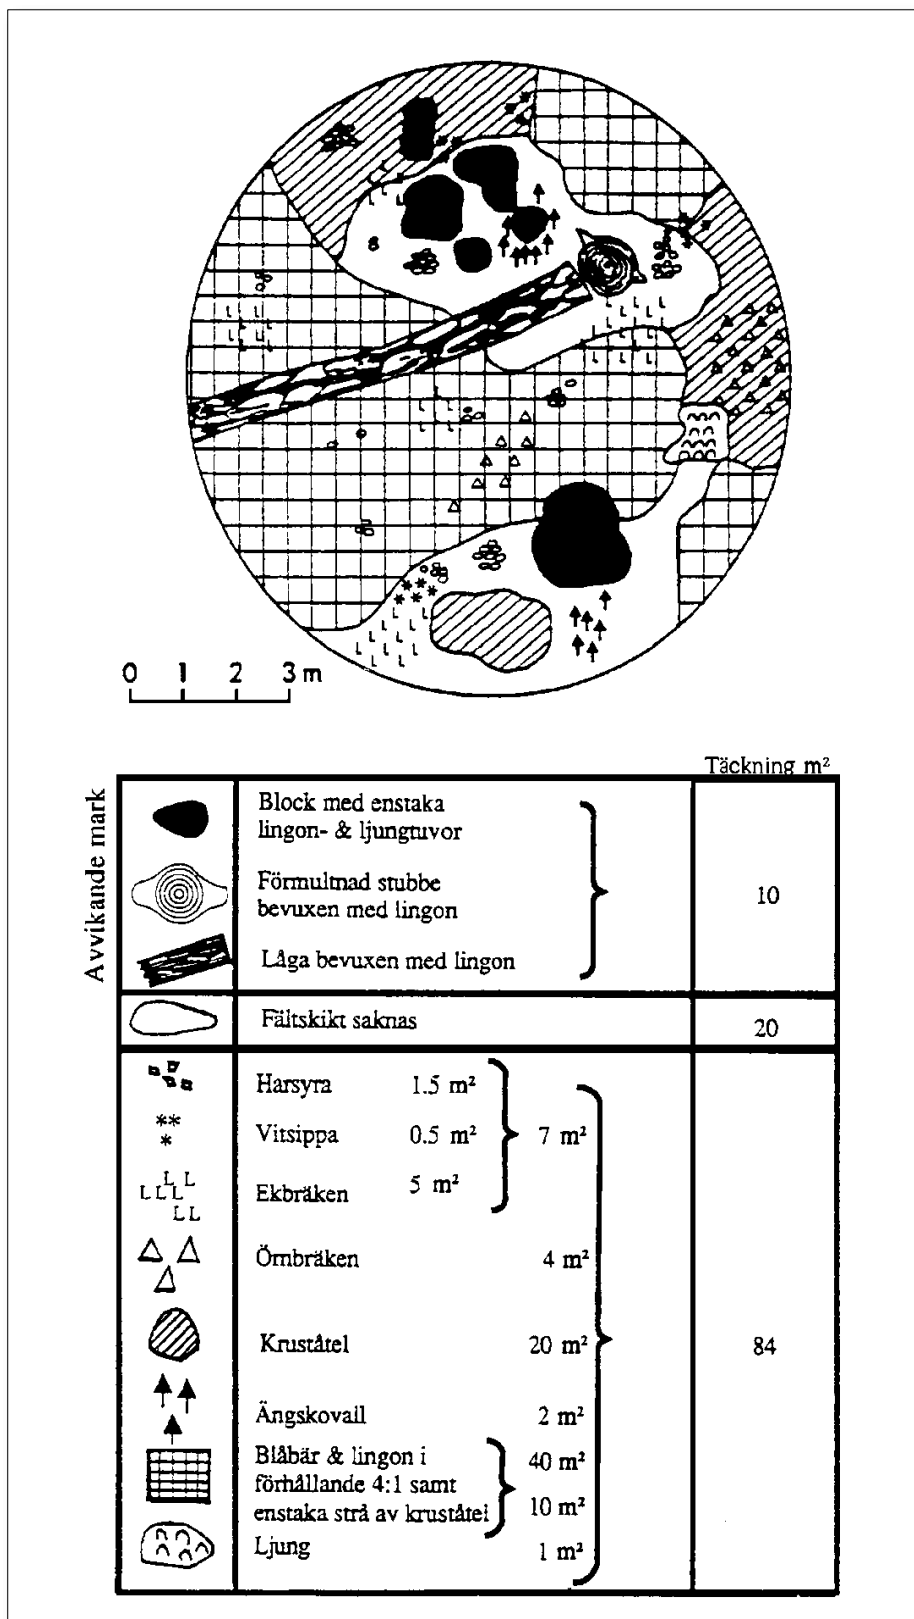 0 1 2 3 m
Täckning m²
Avvikande mark
Block med enstaka
lingon- & ljungtuvor
Förmultnad stubbe
bevuxen med lingon
10
Låga bevuxen med lingon
Fältskikt saknas
20
Harsyra 1.5 m²
Vitsippa 0.5 m² 7 m²
Ekbräken 5 m²
Örnbräken 4 m²
Kruståtel 20 m² 84
Ängskovall 2 m²
Blåbär & lingon i 40 m²
förhållande 4:1 samt
enstaka strå av kruståtel 10 m²
Ljung 1 m²